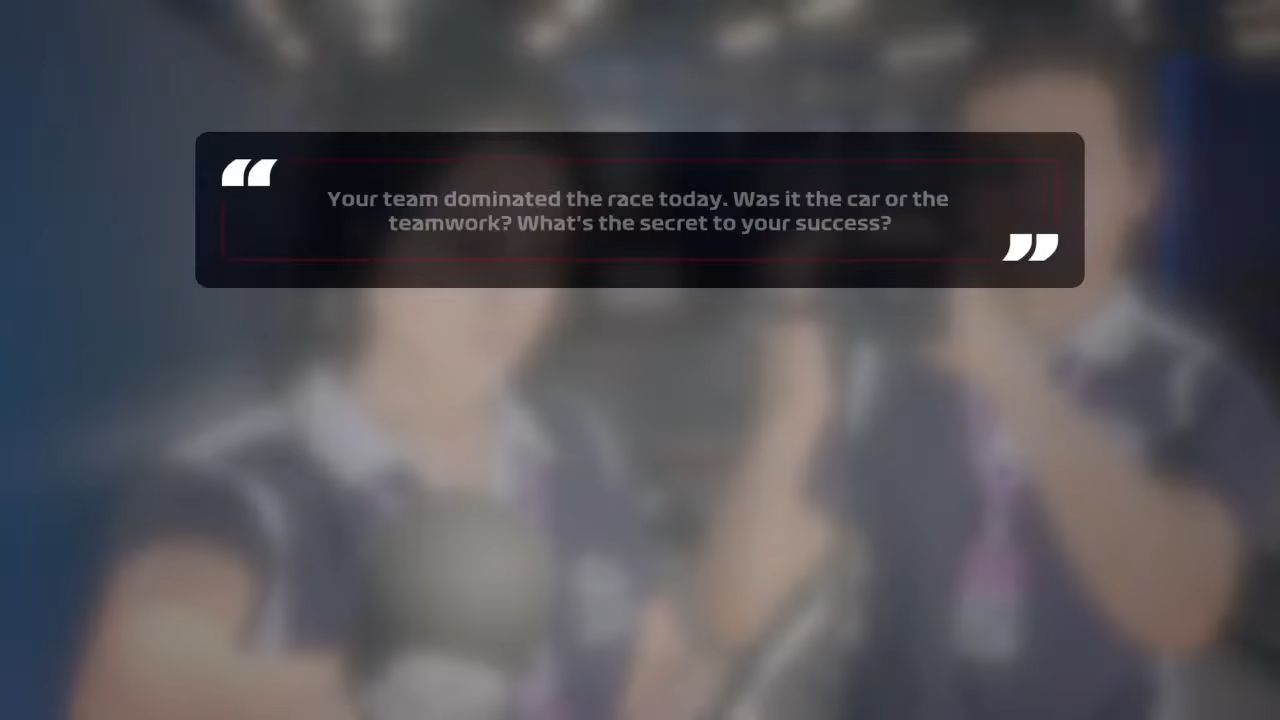 Your team dominated the race today. Was it the car or the
teamwork? What's the secret to your success?